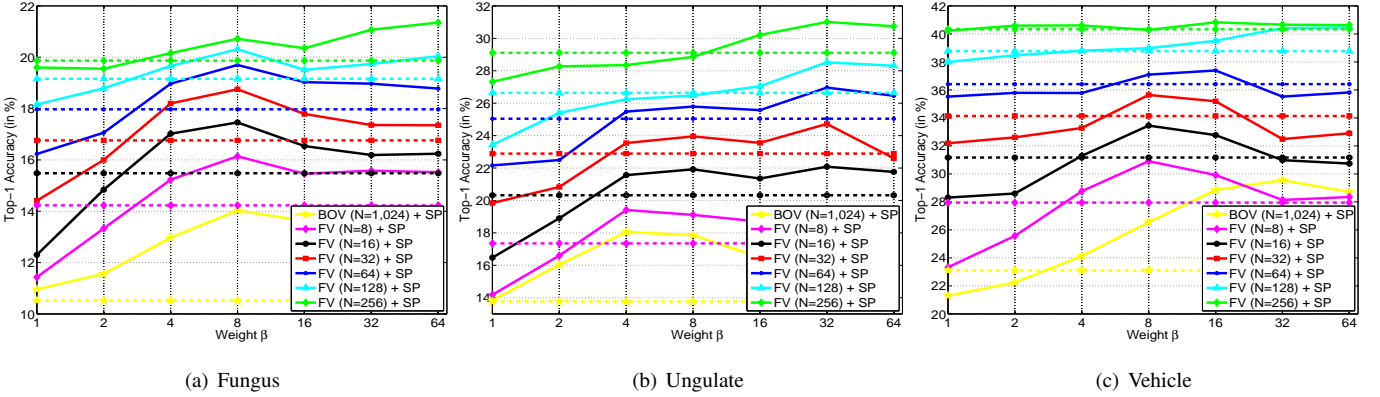 22
20
18
16
14
12
10
Top−1 Accuracy (in %)
BOV (N=1,024) + SP
FV (N=8) + SP
FV (N=16) + SP
FV (N=32) + SP
FV (N=64) + SP
FV (N=128) + SP
FV (N=256) + SP
1 2 4 8 16 32 64
Weight β
(a) Fungus
32
30
28
26
24
22
20
18
16
14
Top−1 Accuracy (in %)
BOV (N=1,024) + SP
FV (N=8) + SP
FV (N=16) + SP
FV (N=32) + SP
FV (N=64) + SP
FV (N=128) + SP
FV (N=256) + SP
1 2 4 8 16 32 64
Weight β
(b) Ungulate
42
40
38
36
34
32
30
28
26
24
22
20
Top−1 Accuracy (in %)
BOV (N=1,024) + SP
FV (N=8) + SP
FV (N=16) + SP
FV (N=32) + SP
FV (N=64) + SP
FV (N=128) + SP
FV (N=256) + SP
1 2 4 8 16 32 64
Weight β
(c) Vehicle